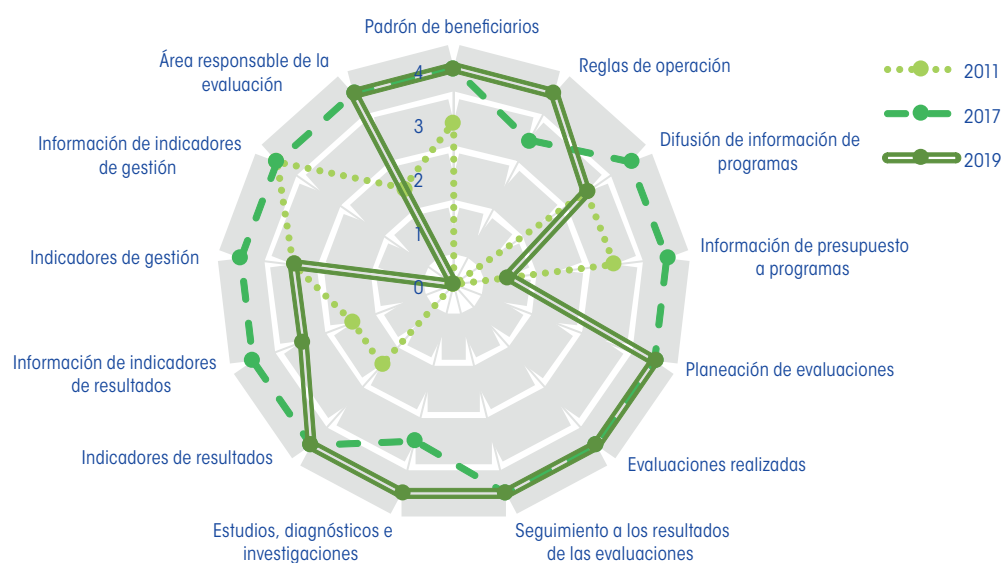 Padrón de beneficiarios
Reglas de operación
Difusión de información de
programas
Información de presupuesto
a programas
Planeación de evaluaciones
Evaluaciones realizadas
Seguimiento a los resultados
de las evaluaciones
Estudios, diagnósticos e
investigaciones
Indicadores de resultados
Información de indicadores
de resultados
Indicadores de gestión
Información de indicadores
de gestión
Área responsable de la
evaluación
4
3
2
1
0
2011
2017
2019